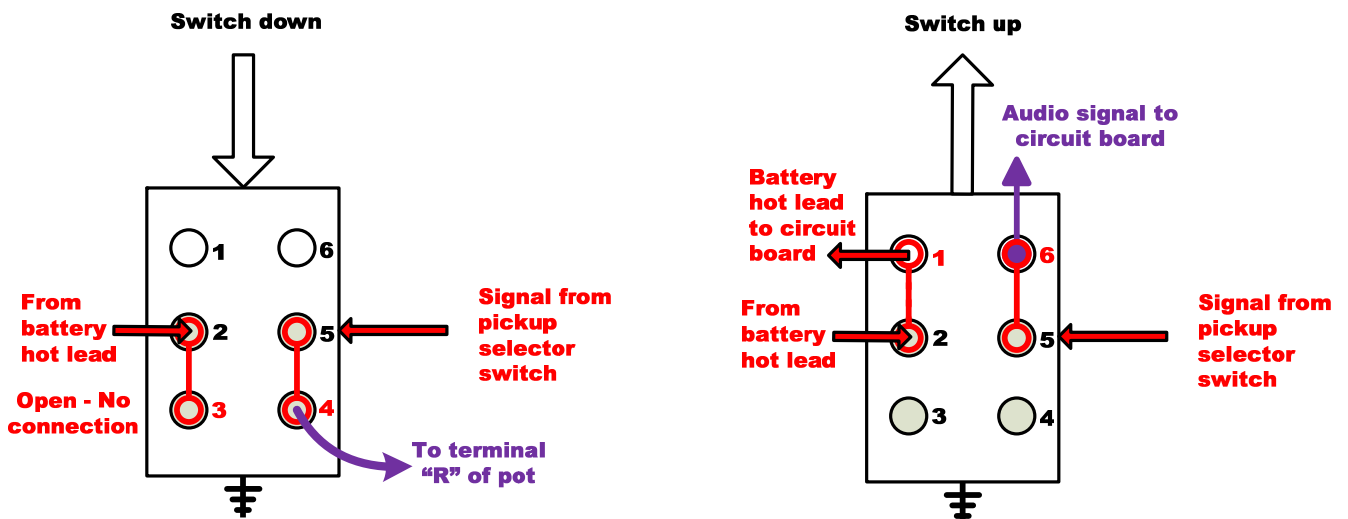 Switch down
1
6
From
battery
hot lead
2
5
Signal from
pickup
selector
switch
Open - No
connection
3
4
To terminal
“R” of pot
Switch up
Audio signal to
circuit board
Battery
hot lead
to circuit
board
1
6
From
battery
hot lead
2
5
Signal from
pickup
selector
switch
3
4